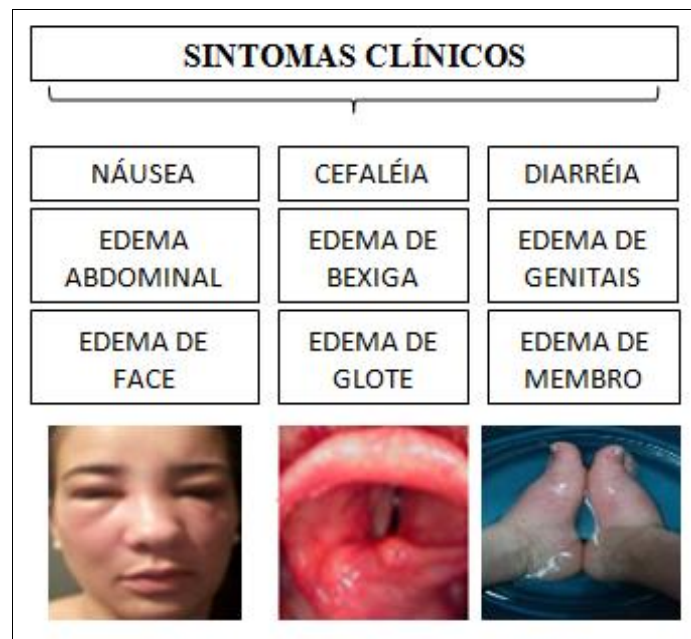 SINTOMAS CLÍNICOS
NÁUSEA
CEFALÉIA
DIARRÉIA
EDEMA
ABDOMINAL
EDEMA DE
BEXIGA
EDEMA DE
GENITAIS
EDEMA DE
FACE
EDEMA DE
GLOTE
EDEMA DE
MEMBRO